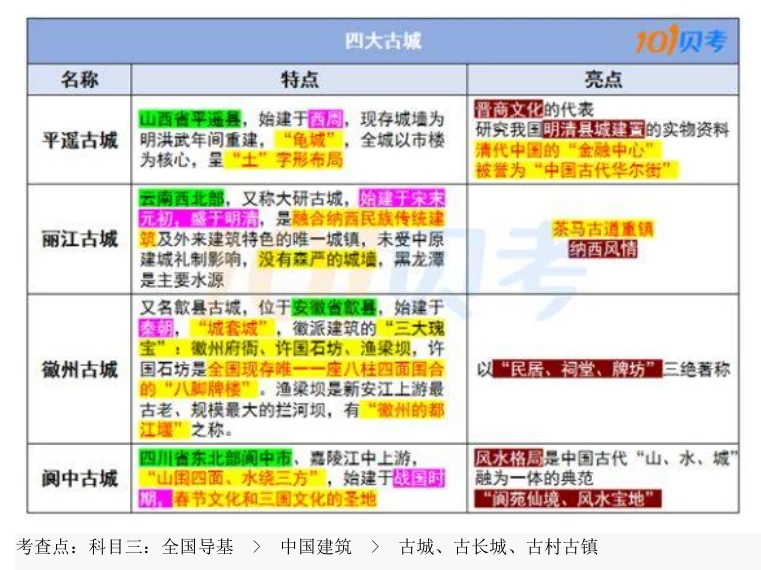 四大古城
101贝考
名称
特点
亮点
平遥古城
山西省平遥县，始建于西周，现存城墙为
明洪武年间重建，“龟城”，全城以市楼
为核心，呈“土”字形布局
晋商文化的代表
研究我国明清县城建置的实物资料
清代中国的“金融中心”
被誉为“中国古代华尔街”
丽江古城
云南西北部，又称大研古城，始建于宋末
元初，盛于明清，是融合纳西民族传统建
筑及外来建筑特色的唯一城镇，未受中原
建城礼制影响，没有森严的城墙，黑龙潭
是主要水源
茶马古道重镇
纳西风情
徽州古城
又名歙县古城，位于安徽省歙县，始建于
秦朝，“城套城”，徽派建筑的“三大瑰
宝”：徽州府衙、许国石坊、渔梁坝，许
国石坊是全国现存唯一一座八柱四面围合
的“八脚牌楼”。渔梁坝是新安江上游最
古老、规模最大的拦河坝，有“徽州的都
江堰”之称。
以“民居、祠堂、牌坊”三绝著称
阆中古城
四川省东北部阆中市、嘉陵江中上游，
“山围四面、水绕三方”，始建于战国时
期，春节文化和三国文化的圣地
风水格局是中国古代“山、水、城”
融为一体的典范
“阆苑仙境、风水宝地”
101贝考
考查点：科目三：全国导基 > 中国建筑 > 古城、古长城、古村古镇